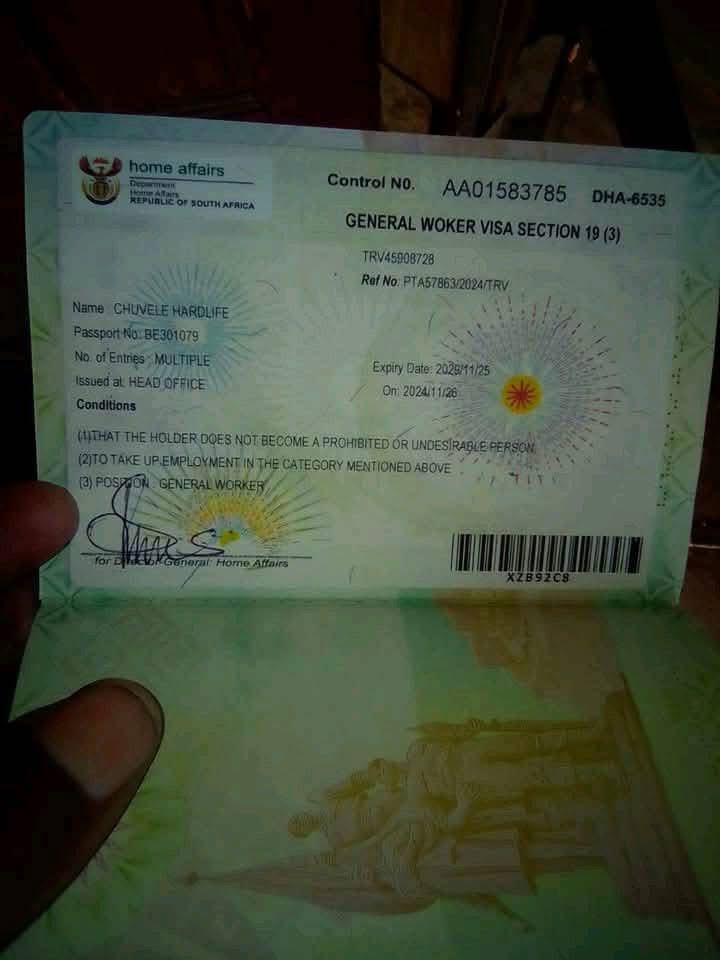 home affairs
Department
Home Affairs
REPUBLIC OF SOUTH AFRICA
Control N0. AA01583785 DHA-6535
GENERAL WOKER VISA SECTION 19 (3)
TRV45908728
Ref No: PTA57863/2024/TRV
Name : CHUVELE HARDLIFE
Passport No: BE301079
No. of Entries : MULTIPLE
Issued at: HEAD OFFICE
Expiry Date: 2029/11/25
On: 2024/11/26
Conditions
(1)THAT THE HOLDER DOES NOT BECOME A PROHIBITED OR UNDESIRABLE PERSON
(2)TO TAKE UP EMPLOYMENT IN THE CATEGORY MENTIONED ABOVE
(3) POSITION : GENERAL WORKER
for Director-General: Home Affairs
XZB92C8